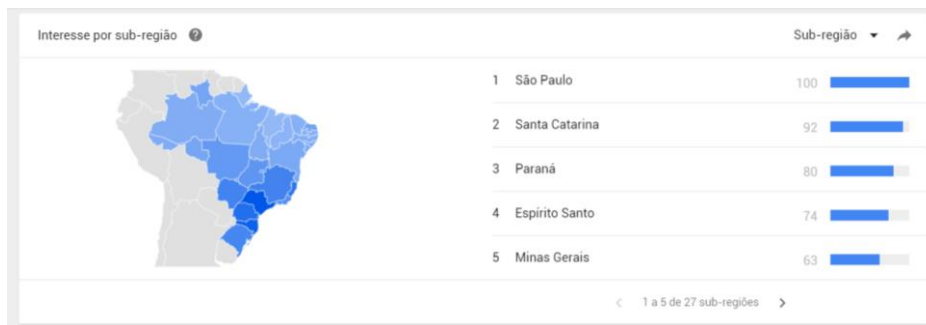 Interesse por sub-região ?
Sub-região
1 São Paulo 100
2 Santa Catarina 92
3 Paraná 80
4 Espírito Santo 74
5 Minas Gerais 63
1 a 5 de 27 sub-regiões